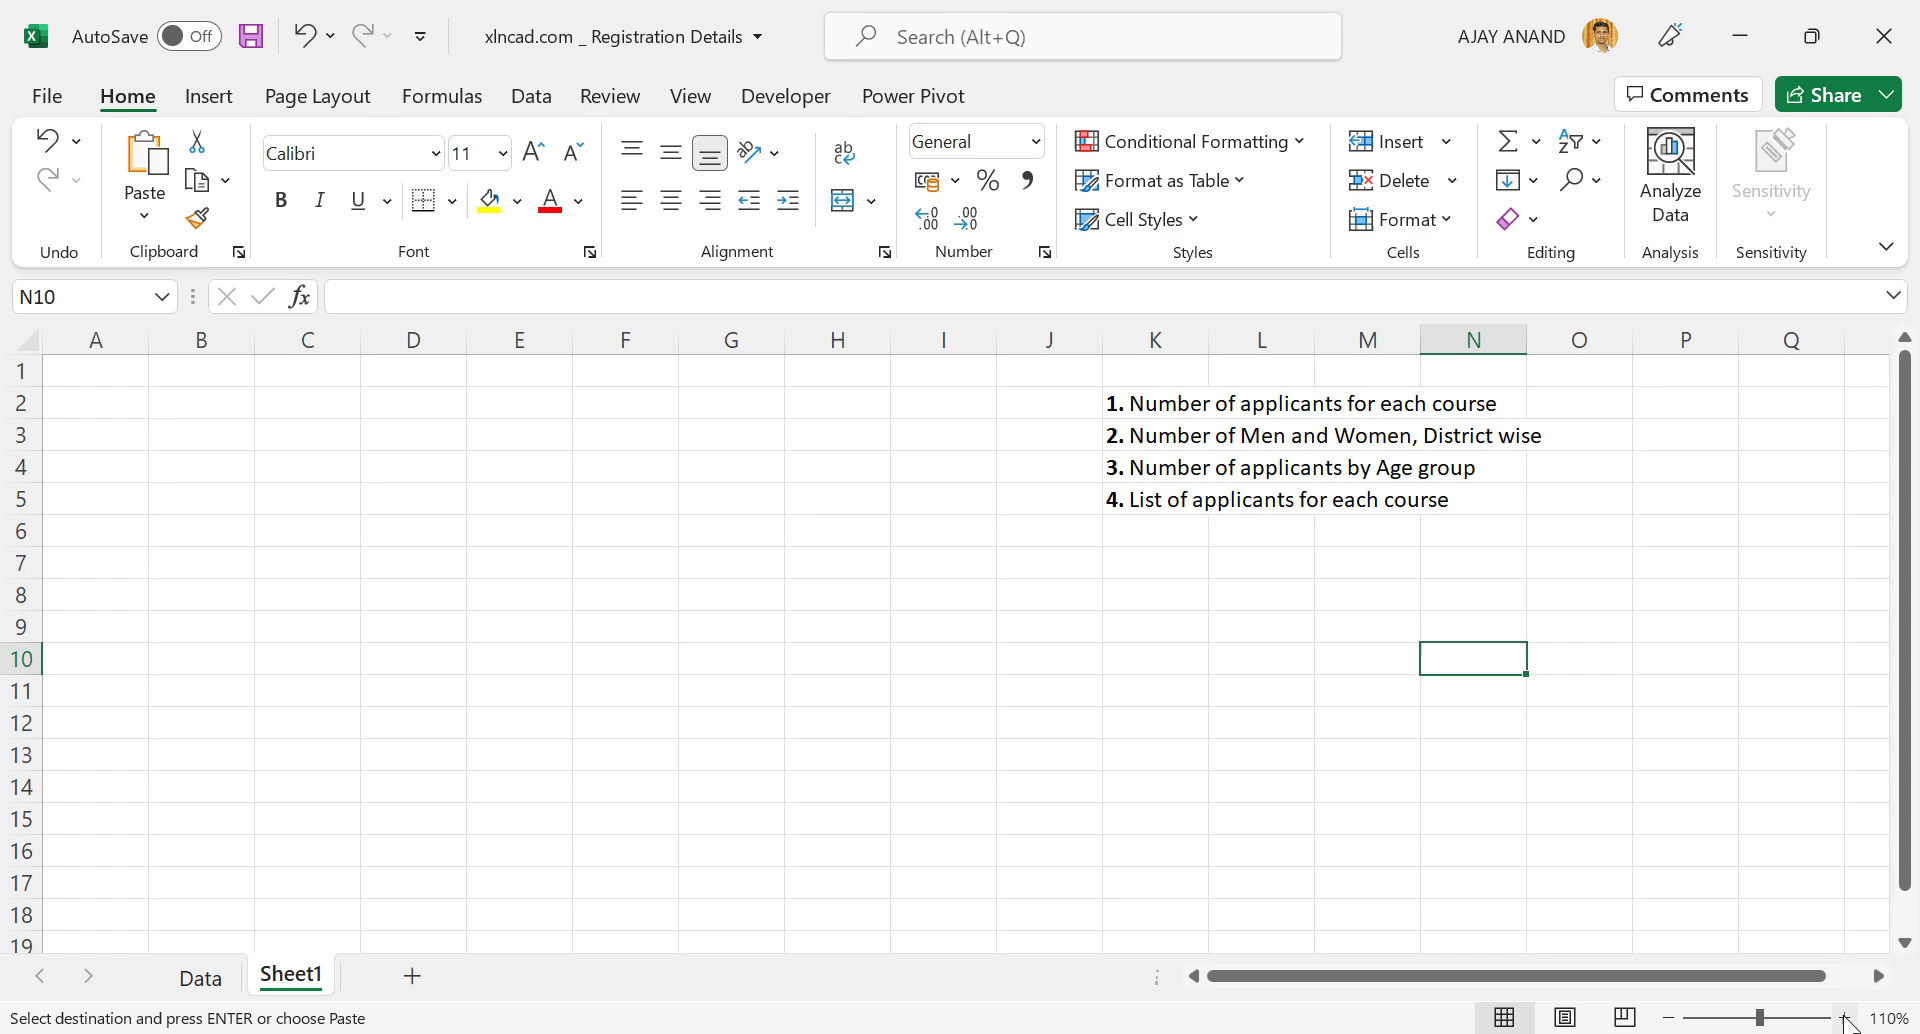 AutoSave Off xlncad.com _ Registration Details Search (Alt+Q) AJAY ANAND
File Home Insert Page Layout Formulas Data Review View Developer Power Pivot Comments Share
Calibri 11 General Conditional Formatting Insert
Paste B I U ab % , Format as Table Delete Analyze Data Sensitivity
.00 .00 Cell Styles Format
Undo Clipboard Font Alignment Number Styles Cells Editing Analysis Sensitivity
N10 fx
A B C D E F G H I J K L M N O P Q
1
2 1. Number of applicants for each course
3 2. Number of Men and Women, District wise
4 3. Number of applicants by Age group
5 4. List of applicants for each course
6
7
8
9
10
11
12
13
14
15
16
17
18
19
Data Sheet1
Select destination and press ENTER or choose Paste 110%